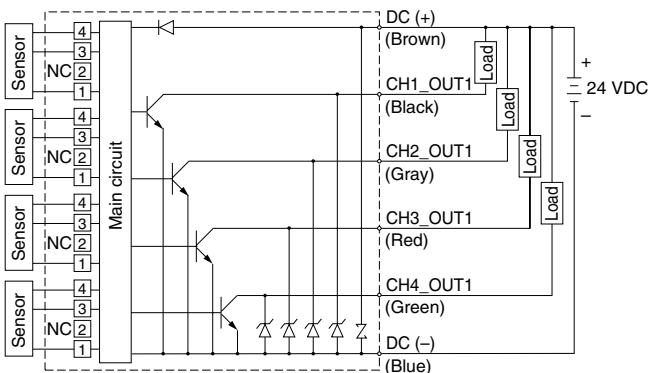 DC (+)
(Brown)
Sensor
4
3
NC 2
1
CH1_OUT1
(Black)
Load
+
24 VDC
–
Load
Sensor
4
3
NC 2
1
Main circuit
CH2_OUT1
(Gray)
Load
Sensor
4
3
NC 2
1
CH3_OUT1
(Red)
Load
Sensor
4
3
NC 2
1
CH4_OUT1
(Green)
DC (–)
(Blue)